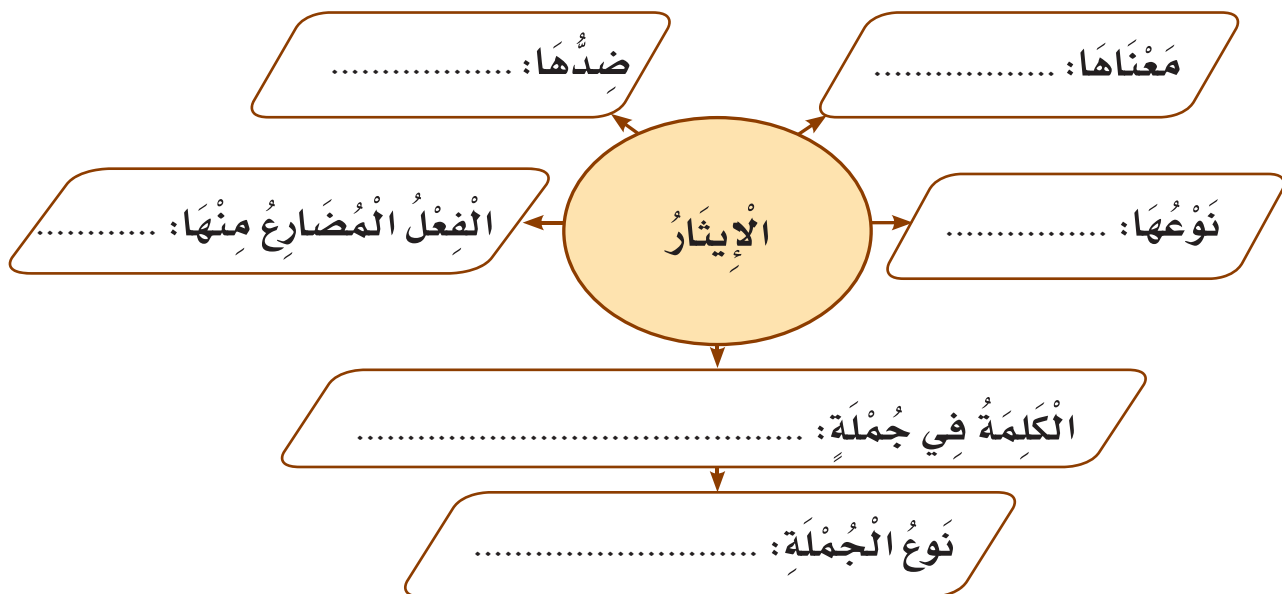 مَعْنَاهَا: ..................
ضِدُّهَا: ..................
نَوْعُهَا: ................
الْإِيثَارُ
الْفِعْلُ الْمُضَارِعُ مِنْهَا: ............
الْكَلِمَةُ فِي جُمْلَةٍ: ............................................
نَوعُ الْجُمْلَةِ: ............................